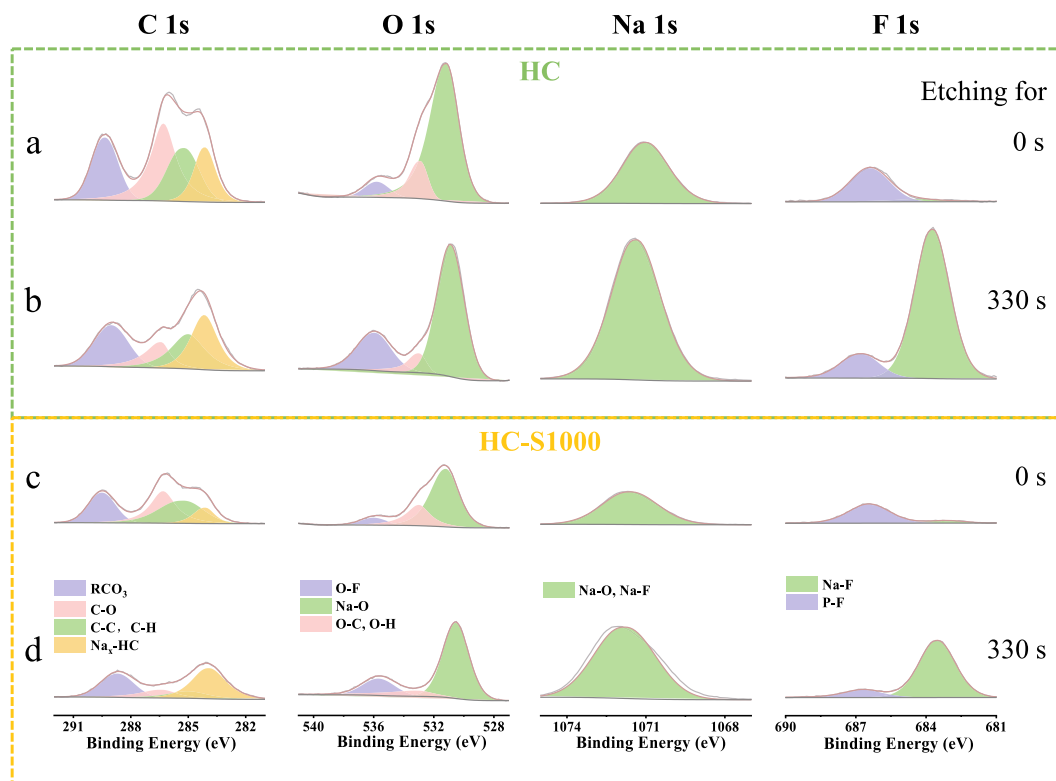 C 1s O 1s Na 1s F 1s
HC
Etching for
a 0 s
b 330 s
HC-S1000
c 0 s
RCO3
C-O
C-C, C-H
Nax-HC
O-F
Na-O
O-C, O-H
Na-O, Na-F
Na-F
P-F
d 330 s
291 288 285 282 540 536 532 528 1074 1071 1068 690 687 684 681
Binding Energy (eV) Binding Energy (eV) Binding Energy (eV) Binding Energy (eV)